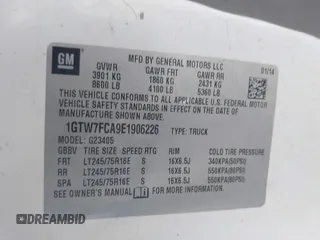 GM
MFD BY GENERAL MOTORS LLC
01/14
GVWR GAWR FRT GAWR RR
3901 KG 1860 KG 2431 KG
8600 LB 4100 LB 5360 LB
THIS VEHICLE CONFORMS TO ALL APPLICABLE
U.S. FEDERAL MOTOR VEHICLE SAFETY
STANDARDS IN EFFECT ON THE DATE OF
MANUFACTURE SHOWN ABOVE.
1GTW7FCA9E1906226 TYPE: TRUCK
MODEL: G23405
GBBV TIRE SIZE SPEED RTG RIM COLD TIRE PRESSURE
FRT LT245/75R16E S 16X6.5J 340KPA(50PSI)
RR LT245/75R16E S 16X6.5J 550KPA(80PSI)
SPA LT245/75R16E S 16X6.5J 550KPA(80PSI)
SEE OWNER'S MANUAL FOR MORE INFORMATION